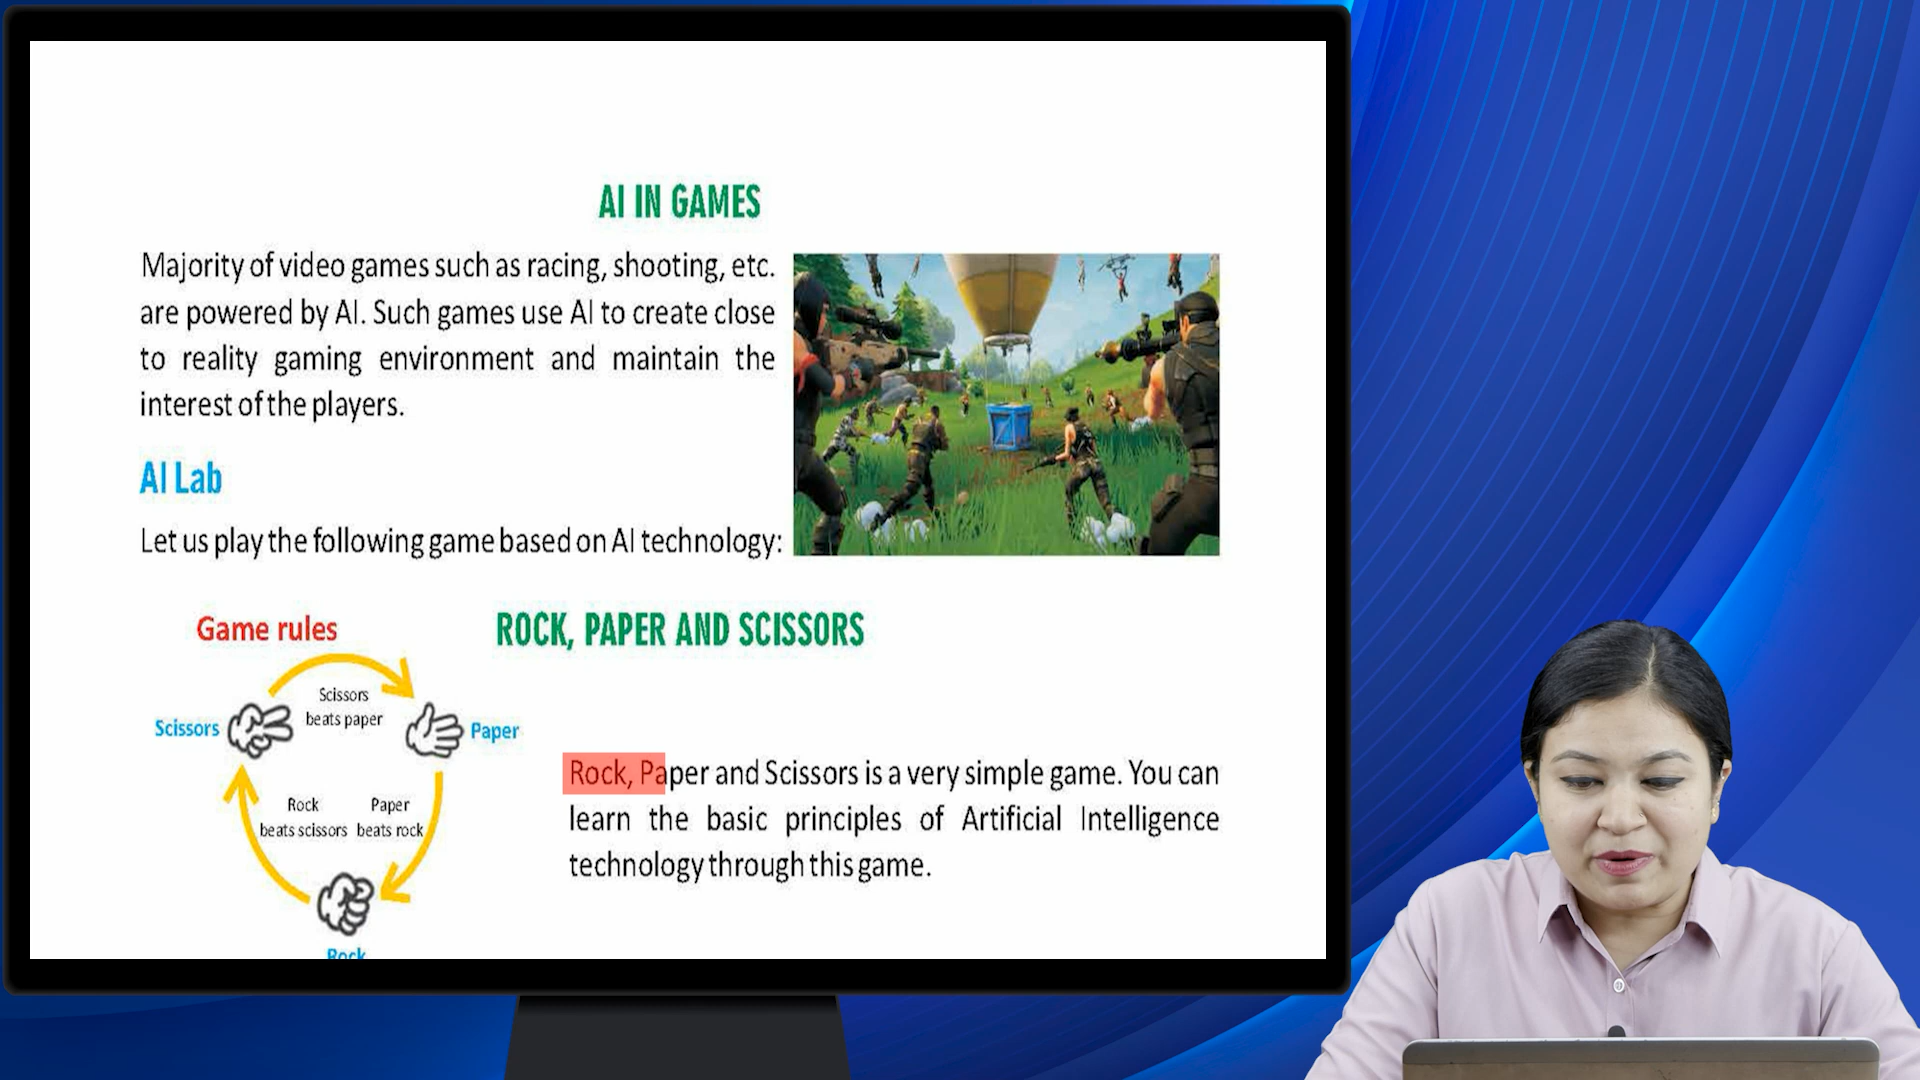 AI IN GAMES
Majority of video games such as racing, shooting, etc.
are powered by AI. Such games use AI to create close
to reality gaming environment and maintain the
interest of the players.
AI Lab
Let us play the following game based on AI technology:
Game rules
ROCK, PAPER AND SCISSORS
Scissors
beats paper
Scissors
Paper
Rock
beats scissors
Paper
beats rock
Rock
Rock, Paper and Scissors is a very simple game. You can
learn the basic principles of Artificial Intelligence
technology through this game.